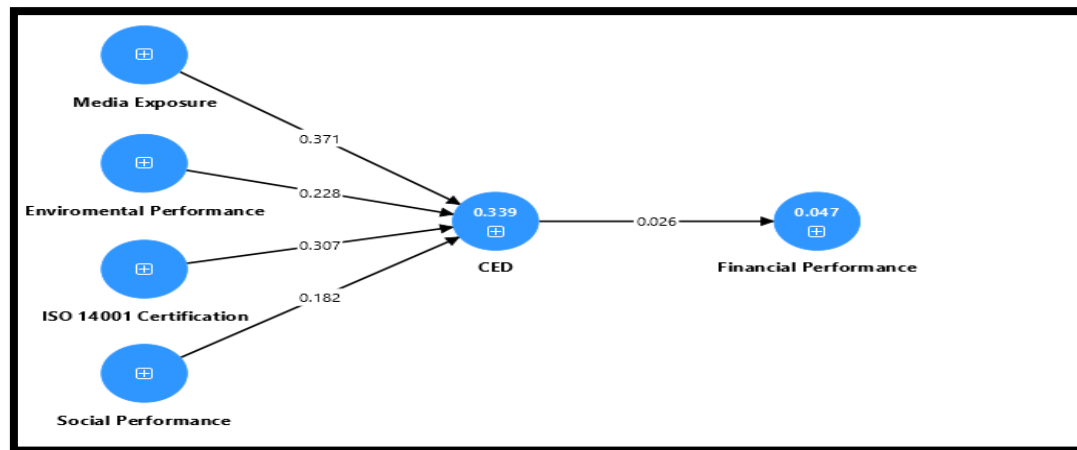 Media Exposure
0.371
Enviromental Performance
0.228
0.339
0.026
0.047
CED
Financial Performance
0.307
ISO 14001 Certification
0.182
Social Performance